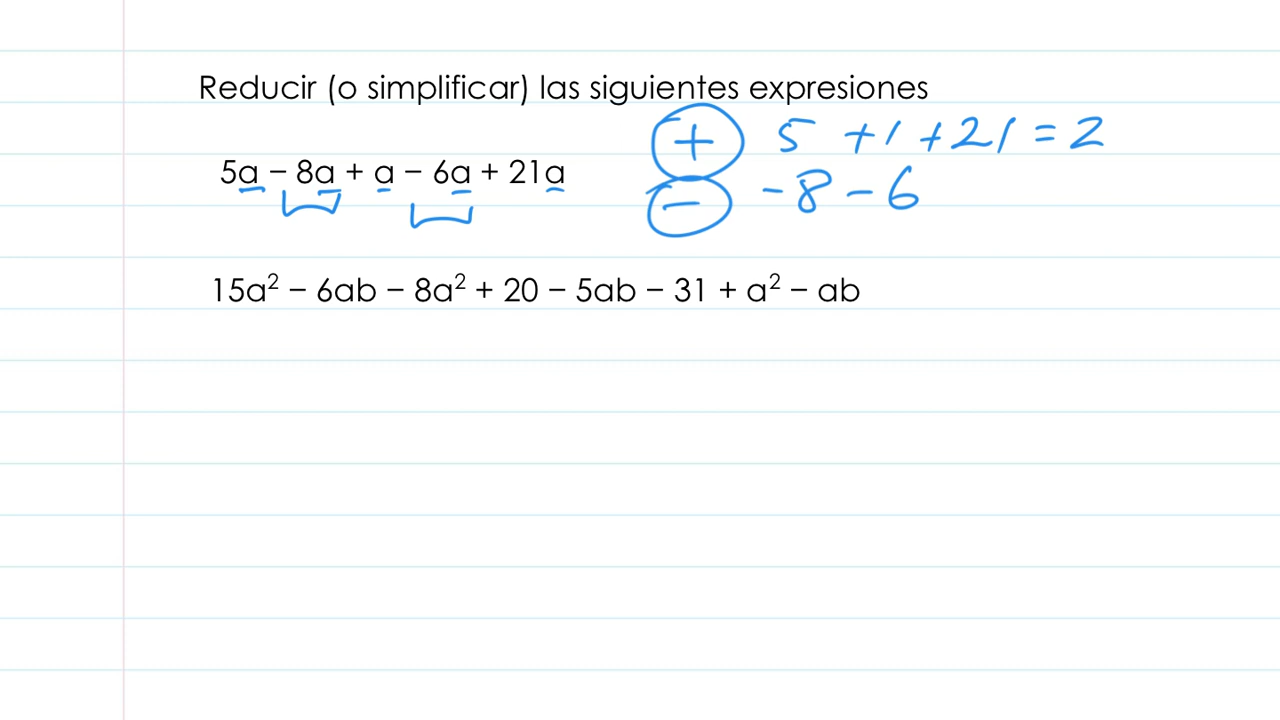 Reducir (o simplificar) las siguientes expresiones
5a − 8a + a − 6a + 21a
+ 5 +1 +21 = 2
− -8 - 6
15a² − 6ab − 8a² + 20 − 5ab − 31 + a² − ab